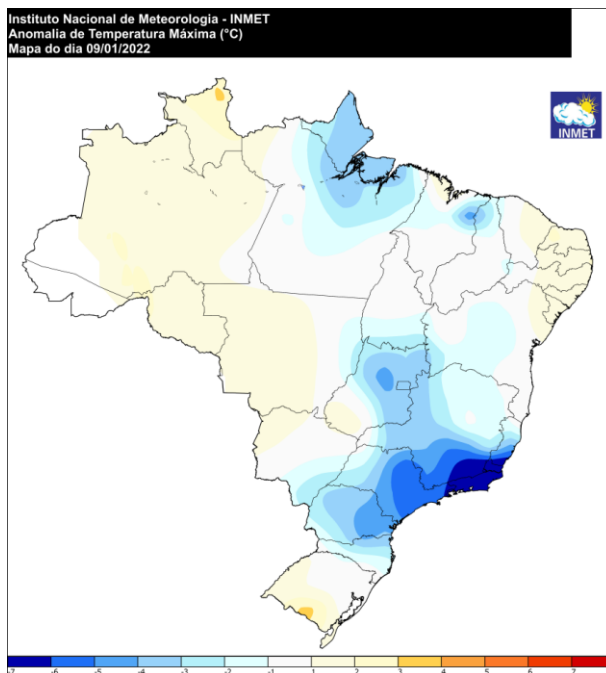 Instituto Nacional de Meteorologia - INMET
Anomalia de Temperatura Máxima (°C)
Mapa do dia 09/01/2022
INMET
-7 -6 -5 -4 -3 -2 -1 1 2 3 4 5 6 7